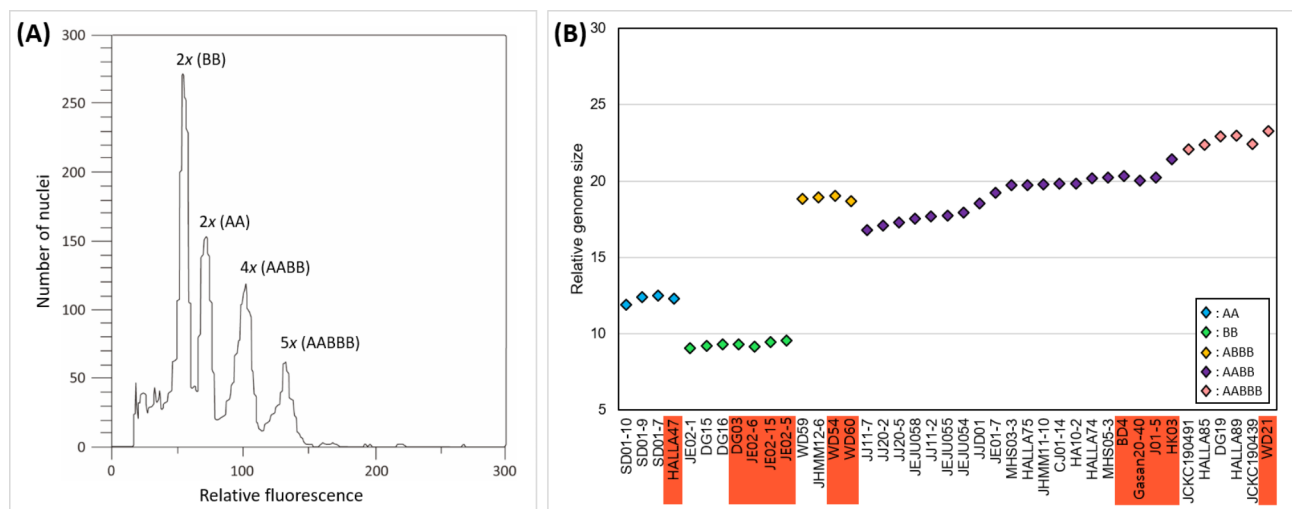 (A)
300
250
200
150
100
50
0
Number of nuclei
2x (BB)
2x (AA)
4x (AABB)
5x (AABBB)
0
100
200
300
Relative fluorescence
(B)
30
25
20
15
10
5
Relative genome size
: AA
: BB
: ABBB
: AABB
: AABBB
SD01-10
SD01-9
SD01-7
HALLA47
JE02-1
DG15
DG16
DG03
JE02-6
JE02-15
JE02-5
WD59
JHMM12-6
WD54
WD60
JJ11-7
JJ20-2
JJ20-5
JEJU058
JJ11-2
JEJU055
JEJU054
JJD01
JE01-7
MHS03-3
HALLA75
JHMM11-10
CJ01-14
HA10-2
HALLA74
MHS05-3
BD4
Gasan20-40
J01-5
HK03
JCKC190491
HALLA85
DG19
HALLA89
JCKC190439
WD21